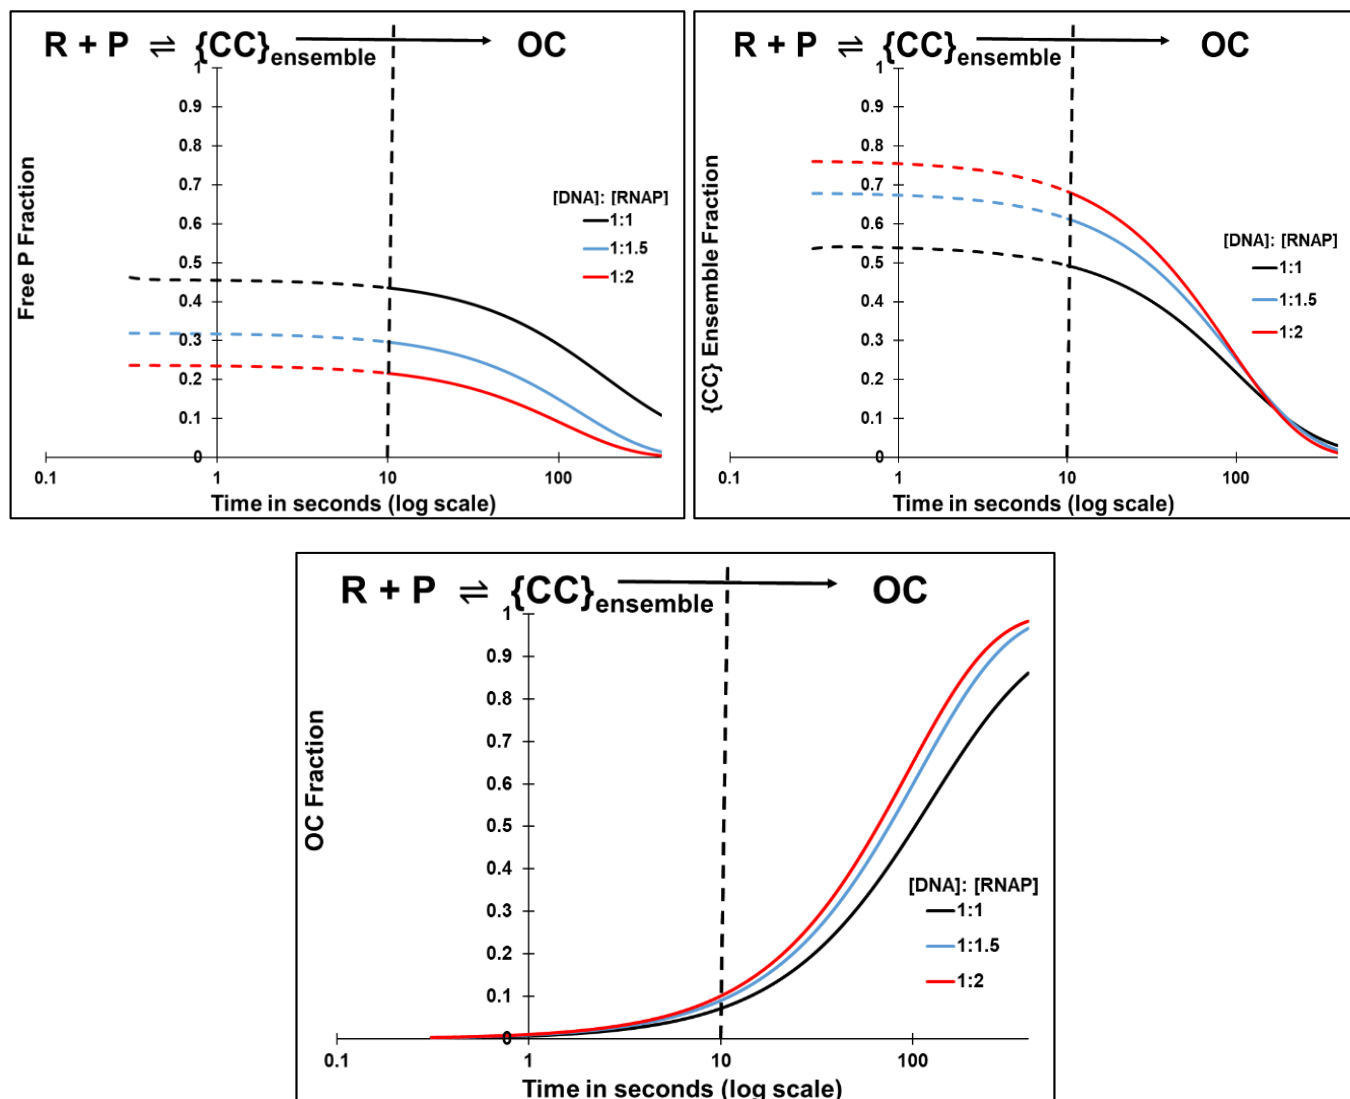 R + P ⇌ {CC}ensemble → OC
1
0.9
0.8
0.7
0.6
0.5
0.4
0.3
0.2
0.1
0
Free P Fraction
[DNA]: [RNAP]
1:1
1:1.5
1:2
0.1 1 10 100
Time in seconds (log scale)
R + P ⇌ {CC}ensemble → OC
1
0.9
0.8
0.7
0.6
0.5
0.4
0.3
0.2
0.1
0
{CC} Ensemble Fraction
[DNA]: [RNAP]
1:1
1:1.5
1:2
0.1 1 10 100
Time in seconds (log scale)
R + P ⇌ {CC}ensemble → OC
1
0.9
0.8
0.7
0.6
0.5
0.4
0.3
0.2
0.1
0
OC Fraction
[DNA]: [RNAP]
1:1
1:1.5
1:2
0.1 1 10 100
Time in seconds (log scale)